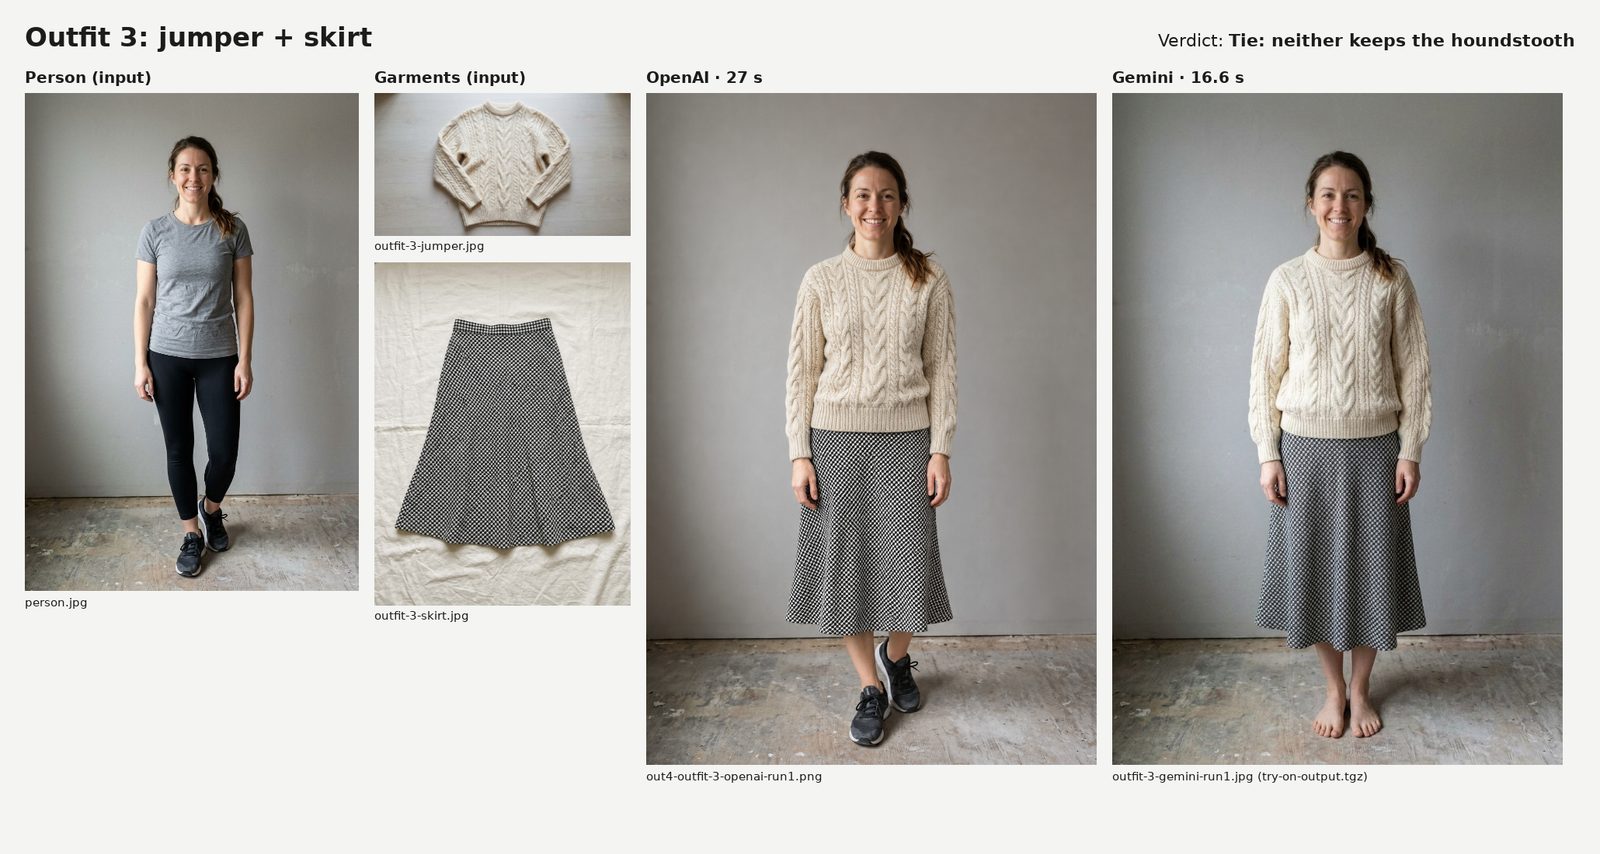 Outfit 3: jumper + skirt
Verdict: Tie: neither keeps the houndstooth
Person (input)
Garments (input)
OpenAI · 27 s
Gemini · 16.6 s
outfit-3-jumper.jpg
person.jpg
outfit-3-skirt.jpg
out4-outfit-3-openai-run1.png
outfit-3-gemini-run1.jpg (try-on-output.tgz)